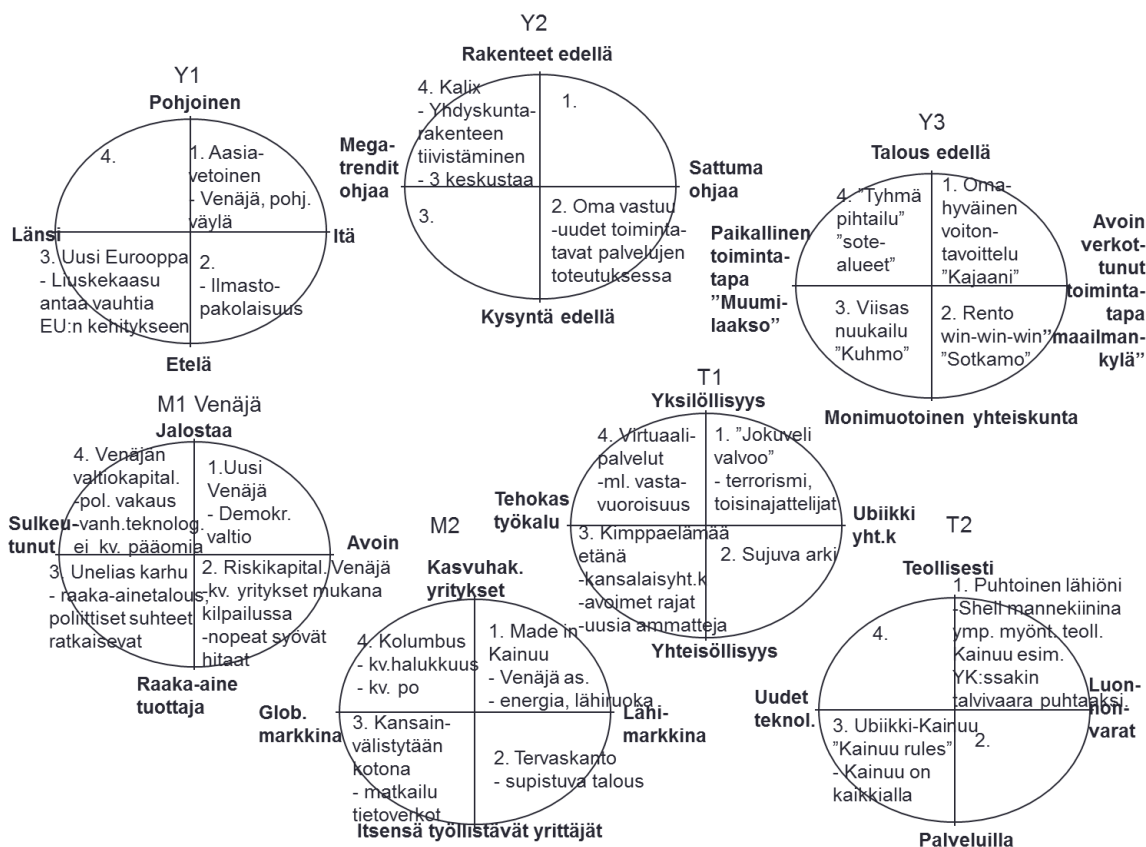 Y1
Pohjoinen
4.
1. Aasia-
vetoinen
- Venäjä, pohj.
väylä
Länsi
Itä
3. Uusi Eurooppa
- Liuskekaasu
antaa vauhtia
EU:n kehitykseen
2.
- Ilmasto-
pakolaisuus
Etelä
Y2
Rakenteet edellä
4. Kalix
- Yhdyskunta-
rakenteen
tiivistäminen
- 3 keskustaa
1.
Mega-
trendit
ohjaa
Sattuma
ohjaa
3.
2. Oma vastuu
-uudet toiminta-
tavat palvelujen
toteutuksessa
Kysyntä edellä
Y3
Talous edellä
4. ”Tyhmä
pihtailu”
”sote-
alueet”
1. Oma-
hyväinen
voiton-
tavoittelu
”Kajaani”
Paikallinen
toiminta-
tapa
”Muumi-
laakso”
Avoin
verkot-
tunut
toiminta-
tapa
”maailman-
kylä”
3. Viisas
nuukailu
”Kuhmo”
2. Rento
win-win-win
”Sotkamo”
Monimuotoinen yhteiskunta
M1 Venäjä
Jalostaa
4. Venäjän
valtiokapital.
-pol. vakaus
-vanh.teknolog.
ei kv. pääomia
1.Uusi
Venäjä
- Demokr.
valtio
Sulkeu-
tunut
Avoin
3. Unelias karhu
- raaka-ainetalous,
poliittiset suhteet
ratkaisevat
2. Riskikapital. Venäjä
-kv. yritykset mukana
kilpailussa
-nopeat syövät
hitaat
Raaka-aine
tuottaja
M2
Kasvuhak.
yritykset
4. Kolumbus
- kv.halukkuus
- kv. po
1. Made in
Kainuu
- Venäjä as.
- energia, lähiruoka
Glob.
markkina
Lähi-
markkina
3. Kansain-
välistytään
kotona
- matkailu
tietoverkot
2. Tervaskanto
- supistuva talous
Itsensä työllistävät yrittäjät
T1
Yksilöllisyys
4. Virtuaali-
palvelut
-ml. vasta-
vuoroisuus
1. ”Jokuveli
valvoo”
- terrorismi,
toisinajattelijat
Tehokas
työkalu
Ubiikki
yht.k
3. Kimppaelämää
etänä
-kansalaisyht.k
-avoimet rajat
-uusia ammatteja
2. Sujuva arki
Yhteisöllisyys
T2
Teollisesti
4.
1. Puhtoinen lähiöni
-Shell mannekiinina
ymp. myönt. teoll.
Kainuu esim.
YK:ssakin
talvivaara puhtaaksi.
Uudet
teknol.
Luon-
non-
varat
3. Ubiikki-Kainuu
”Kainuu rules”
- Kainuu on
kaikkialla
2.
Palveluilla